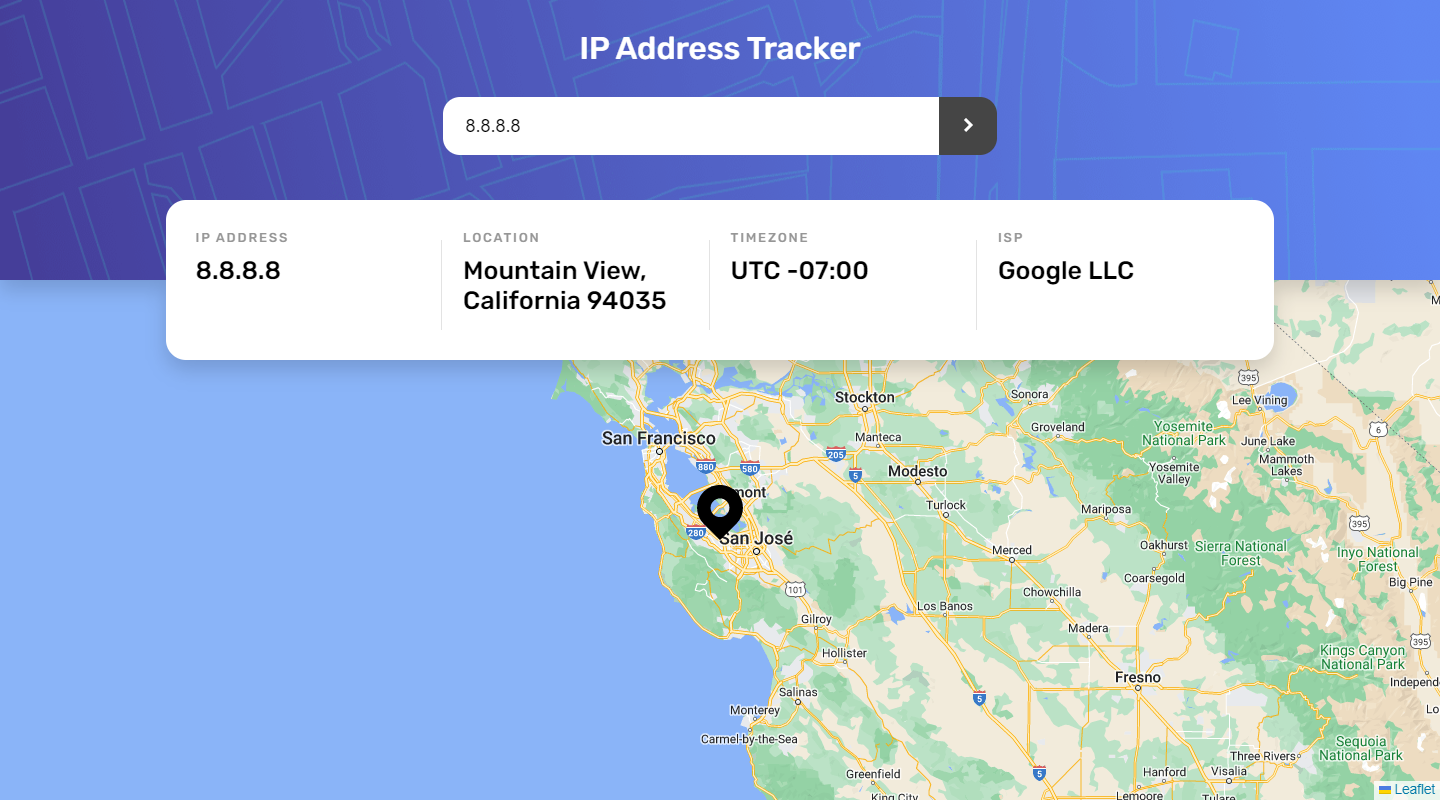 IP Address Tracker
8.8.8.8
IP ADDRESS
8.8.8.8
LOCATION
Mountain View,
California 94035
TIMEZONE
UTC -07:00
ISP
Google LLC
395
Lee Vining
Stockton
Sonora
6
San Francisco
Manteca
Groveland
Yosemite
National Park
June Lake
205
880
580
5
Modesto
Yosemite
Valley
Mammoth
Lakes
mont
Turlock
Mariposa
395
280
San José
Merced
Oakhurst
Sierra National
Forest
Inyo National
Forest
Coarsegold
Big Pine
101
Chowchilla
Los Banos
Gilroy
Madera
395
Hollister
Kings Canyon
National Park
Fresno
Independ
Salinas
5
Monterey
Lo
Carmel-by-the-Sea
Sequoia
National Park
Three Rivers
Greenfield
5
Hanford
Visalia
King City
Lemoore
Tulare
Leaflet